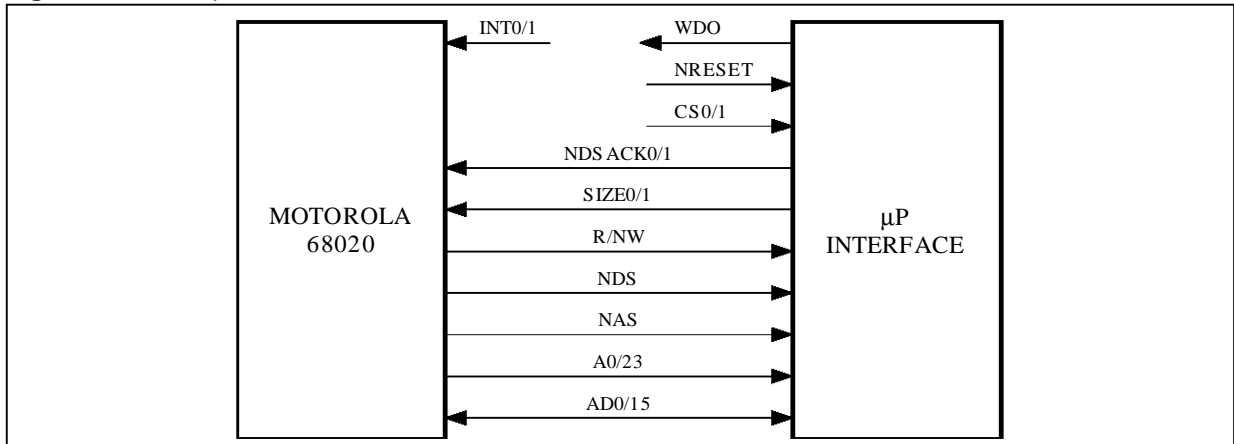 INT0/1
WDO
NRESET
CS0/1
NDSACK0/1
SIZE0/1
MOTOROLA
68020
µP
INTERFACE
R/NW
NDS
NAS
A0/23
AD0/15